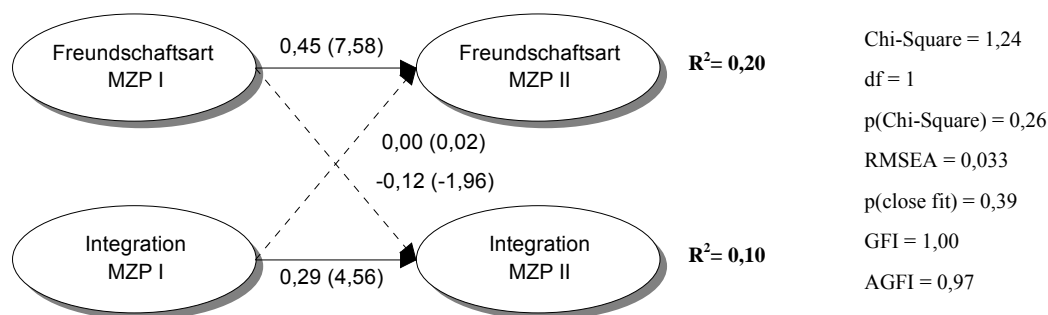 Freundschaftsart
MZP I
0,45 (7,58)
Freundschaftsart
MZP II
R²= 0,20
0,00 (0,02)
-0,12 (-1,96)
Integration
MZP I
0,29 (4,56)
Integration
MZP II
R²= 0,10
Chi-Square = 1,24
df = 1
p(Chi-Square) = 0,26
RMSEA = 0,033
p(close fit) = 0,39
GFI = 1,00
AGFI = 0,97